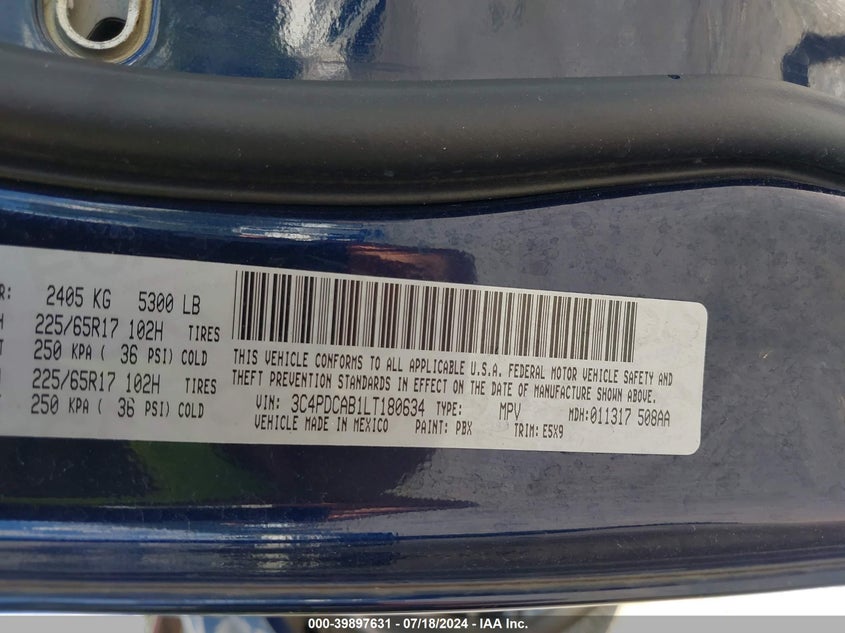 R: 2405 KG 5300 LB
H 225/65R17 102H TIRES
T 250 KPA ( 36 PSI) COLD
225/65R17 102H TIRES
T 250 KPA ( 36 PSI) COLD
THIS VEHICLE CONFORMS TO ALL APPLICABLE U.S.A. FEDERAL MOTOR VEHICLE SAFETY AND
THEFT PREVENTION STANDARDS IN EFFECT ON THE DATE OF MANUFACTURE SHOWN ABOVE.
VIN: 3C4PDCAB1LT180634 TYPE: MPV MDH: 011317 508AA
VEHICLE MADE IN MEXICO PAINT: PBX TRIM: E5X9
000-39897631 / 07/18/2024 - IAA Corp.